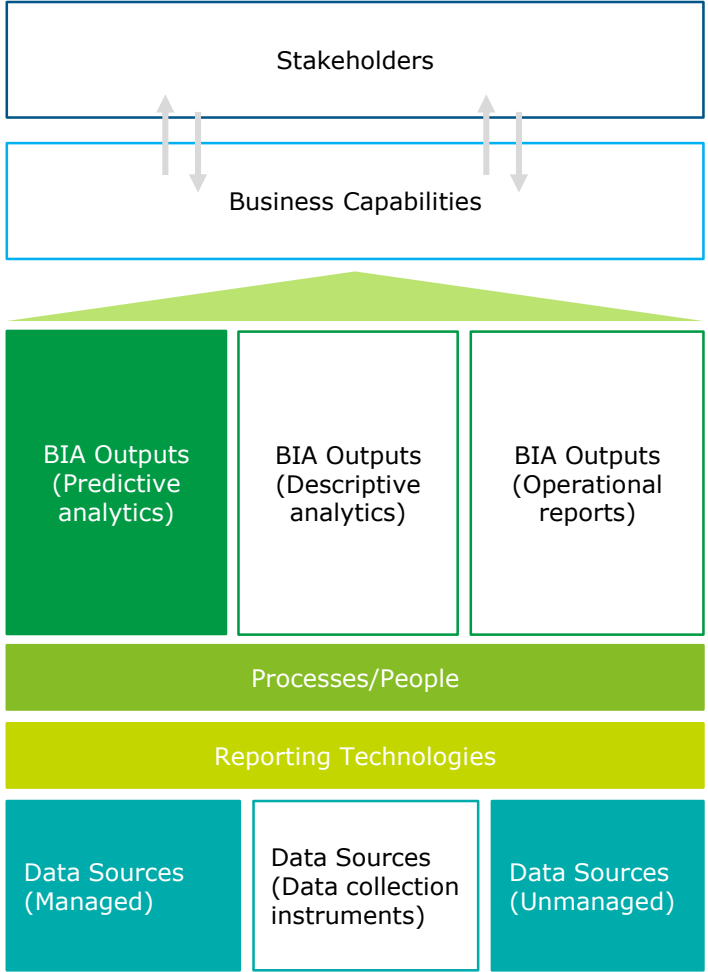 Stakeholders
Business Capabilities
BIA Outputs
(Predictive
analytics)
BIA Outputs
(Descriptive
analytics)
BIA Outputs
(Operational
reports)
Processes/People
Reporting Technologies
Data Sources
(Managed)
Data Sources
(Data collection
instruments)
Data Sources
(Unmanaged)